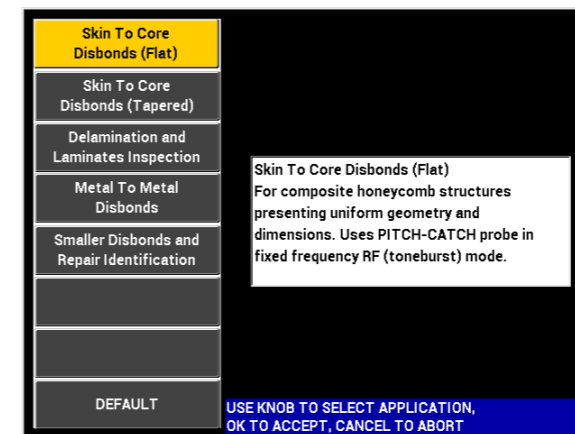 Skin To Core
Disbonds (Flat)
Skin To Core
Disbonds (Tapered)
Delamination and
Laminates Inspection
Metal To Metal
Disbonds
Smaller Disbonds and
Repair Identification
DEFAULT
Skin To Core Disbonds (Flat)
For composite honeycomb structures
presenting uniform geometry and
dimensions. Uses PITCH-CATCH probe in
fixed frequency RF (toneburst) mode.
USE KNOB TO SELECT APPLICATION,
OK TO ACCEPT, CANCEL TO ABORT